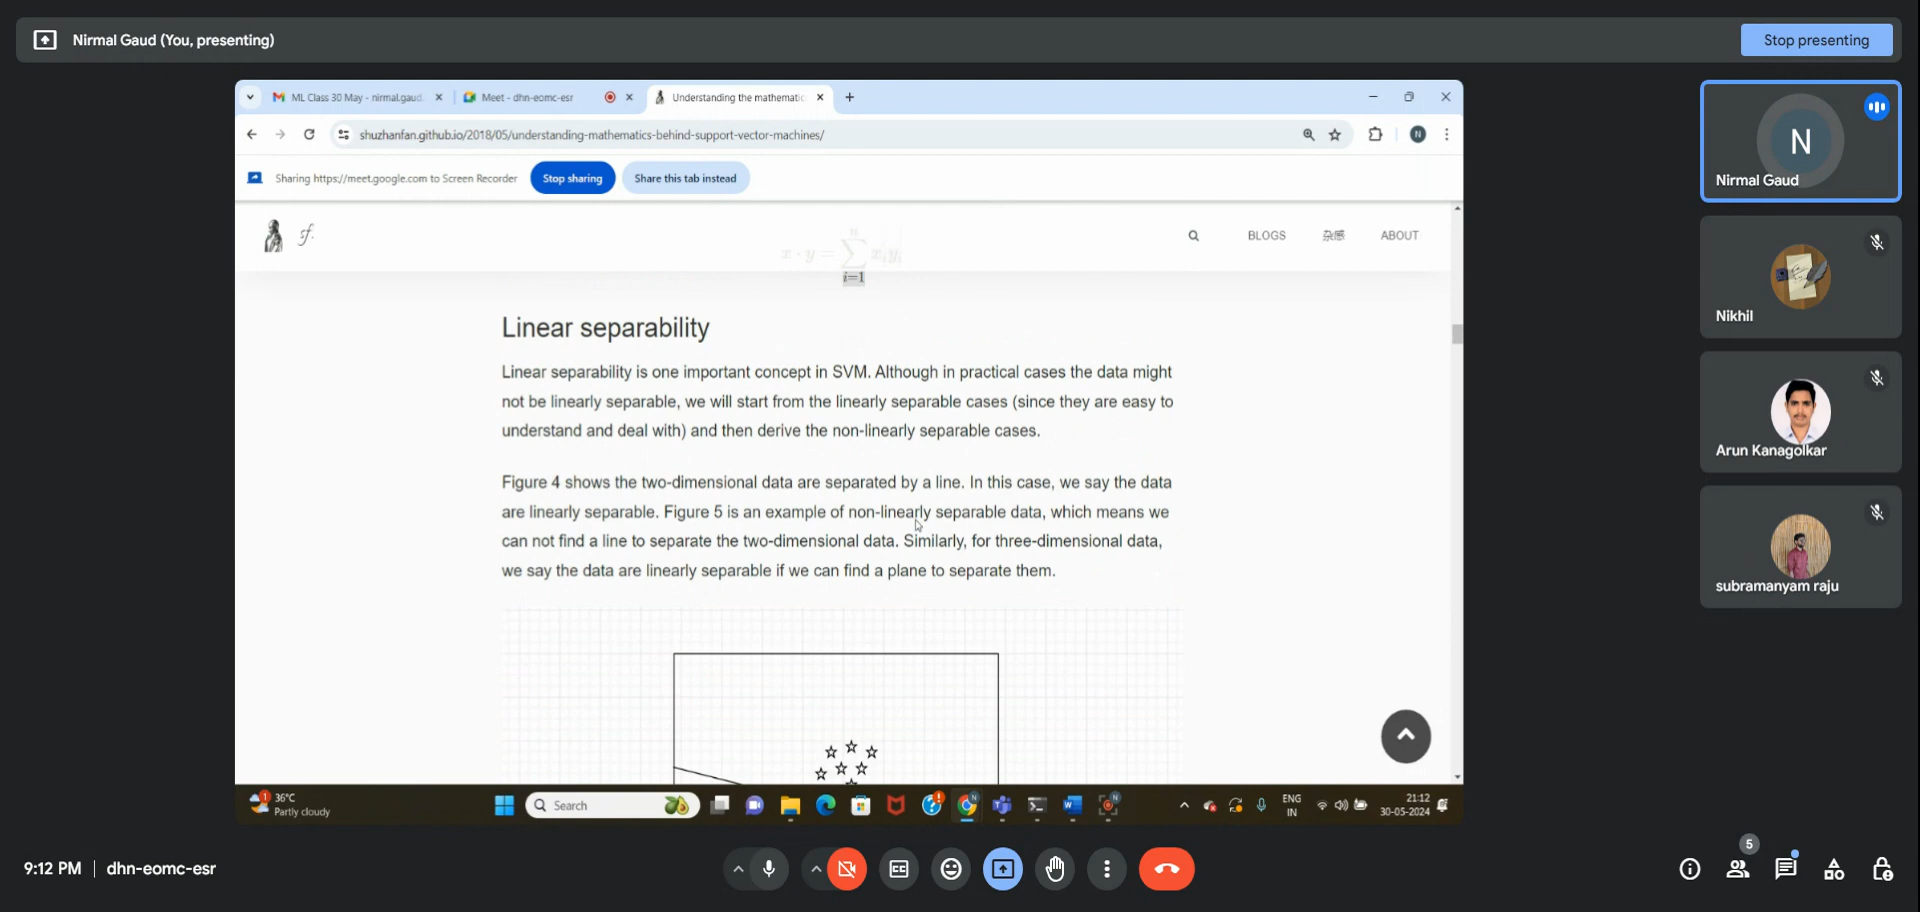 Nirmal Gaud (You, presenting)
Stop presenting
ML Class 30 May - nirmal.gaud.
Meet - dhn-eomc-esr
Understanding the mathematic
shuzhanfan.github.io/2018/05/understanding-mathematics-behind-support-vector-machines/
N
Sharing https://meet.google.com to Screen Recorder
Stop sharing
Share this tab instead
sf.
BLOGS
杂感
ABOUT
x · y = ∑ xᵢyᵢ
n
i=1
Linear separability
Linear separability is one important concept in SVM. Although in practical cases the data might
not be linearly separable, we will start from the linearly separable cases (since they are easy to
understand and deal with) and then derive the non-linearly separable cases.
Figure 4 shows the two-dimensional data are separated by a line. In this case, we say the data
are linearly separable. Figure 5 is an example of non-linearly separable data, which means we
can not find a line to separate the two-dimensional data. Similarly, for three-dimensional data,
we say the data are linearly separable if we can find a plane to separate them.
1
36°C
Partly cloudy
Search
ENG
IN
21:12
30-05-2024
N
Nirmal Gaud
Nikhil
Arun Kanagolkar
subramanyam raju
9:12 PM | dhn-eomc-esr
5